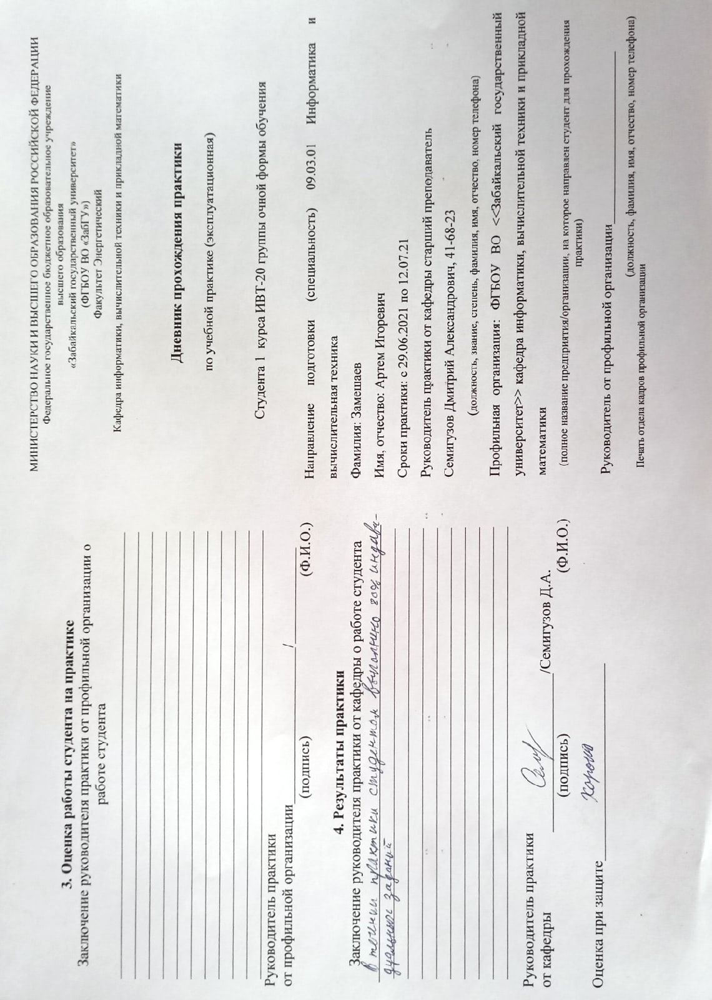 3. Оценка работы студента на практике
Заключение руководителя практики от профильной организации о
работе студента
Руководитель практики
от профильной организации / 
(подпись) (Ф.И.О.)
4. Результаты практики
Заключение руководителя практики от кафедры о работе студента
В течении практики студентом выполнено 80% индиви-
дуальных заданий
Руководитель практики
от кафедры /Семигузов Д.А.
(подпись) (Ф.И.О.)
Оценка при защите хорошо
МИНИСТЕРСТВО НАУКИ И ВЫСШЕГО ОБРАЗОВАНИЯ РОССИЙСКОЙ ФЕДЕРАЦИИ
Федеральное государственное бюджетное образовательное учреждение
высшего образования
«Забайкальский государственный университет»
(ФГБОУ ВО «ЗабГУ»)
Факультет Энергетический
Кафедра информатики, вычислительной техники и прикладной математики
Дневник прохождения практики
по учебной практике (эксплуатационная)
Студента 1 курса ИВТ-20 группы очной формы обучения
Направление подготовки (специальность) 09.03.01 Информатика и
вычислительная техника
Фамилия: Замешаев
Имя, отчество: Артем Игоревич
Сроки практики: с 29.06.2021 по 12.07.21
Руководитель практики от кафедры старший преподаватель
Семигузов Дмитрий Александрович, 41-68-23
(должность, звание, степень, фамилия, имя, отчество, номер телефона)
Профильная организация: ФГБОУ ВО <<Забайкальский государственный
университет>> кафедра информатики, вычислительной техники и прикладной
математики
(полное название предприятия/организации, на которое направлен студент для прохождения
практики)
Руководитель от профильной организации
(должность, фамилия, имя, отчество, номер телефона)
Печать отдела кадров профильной организации